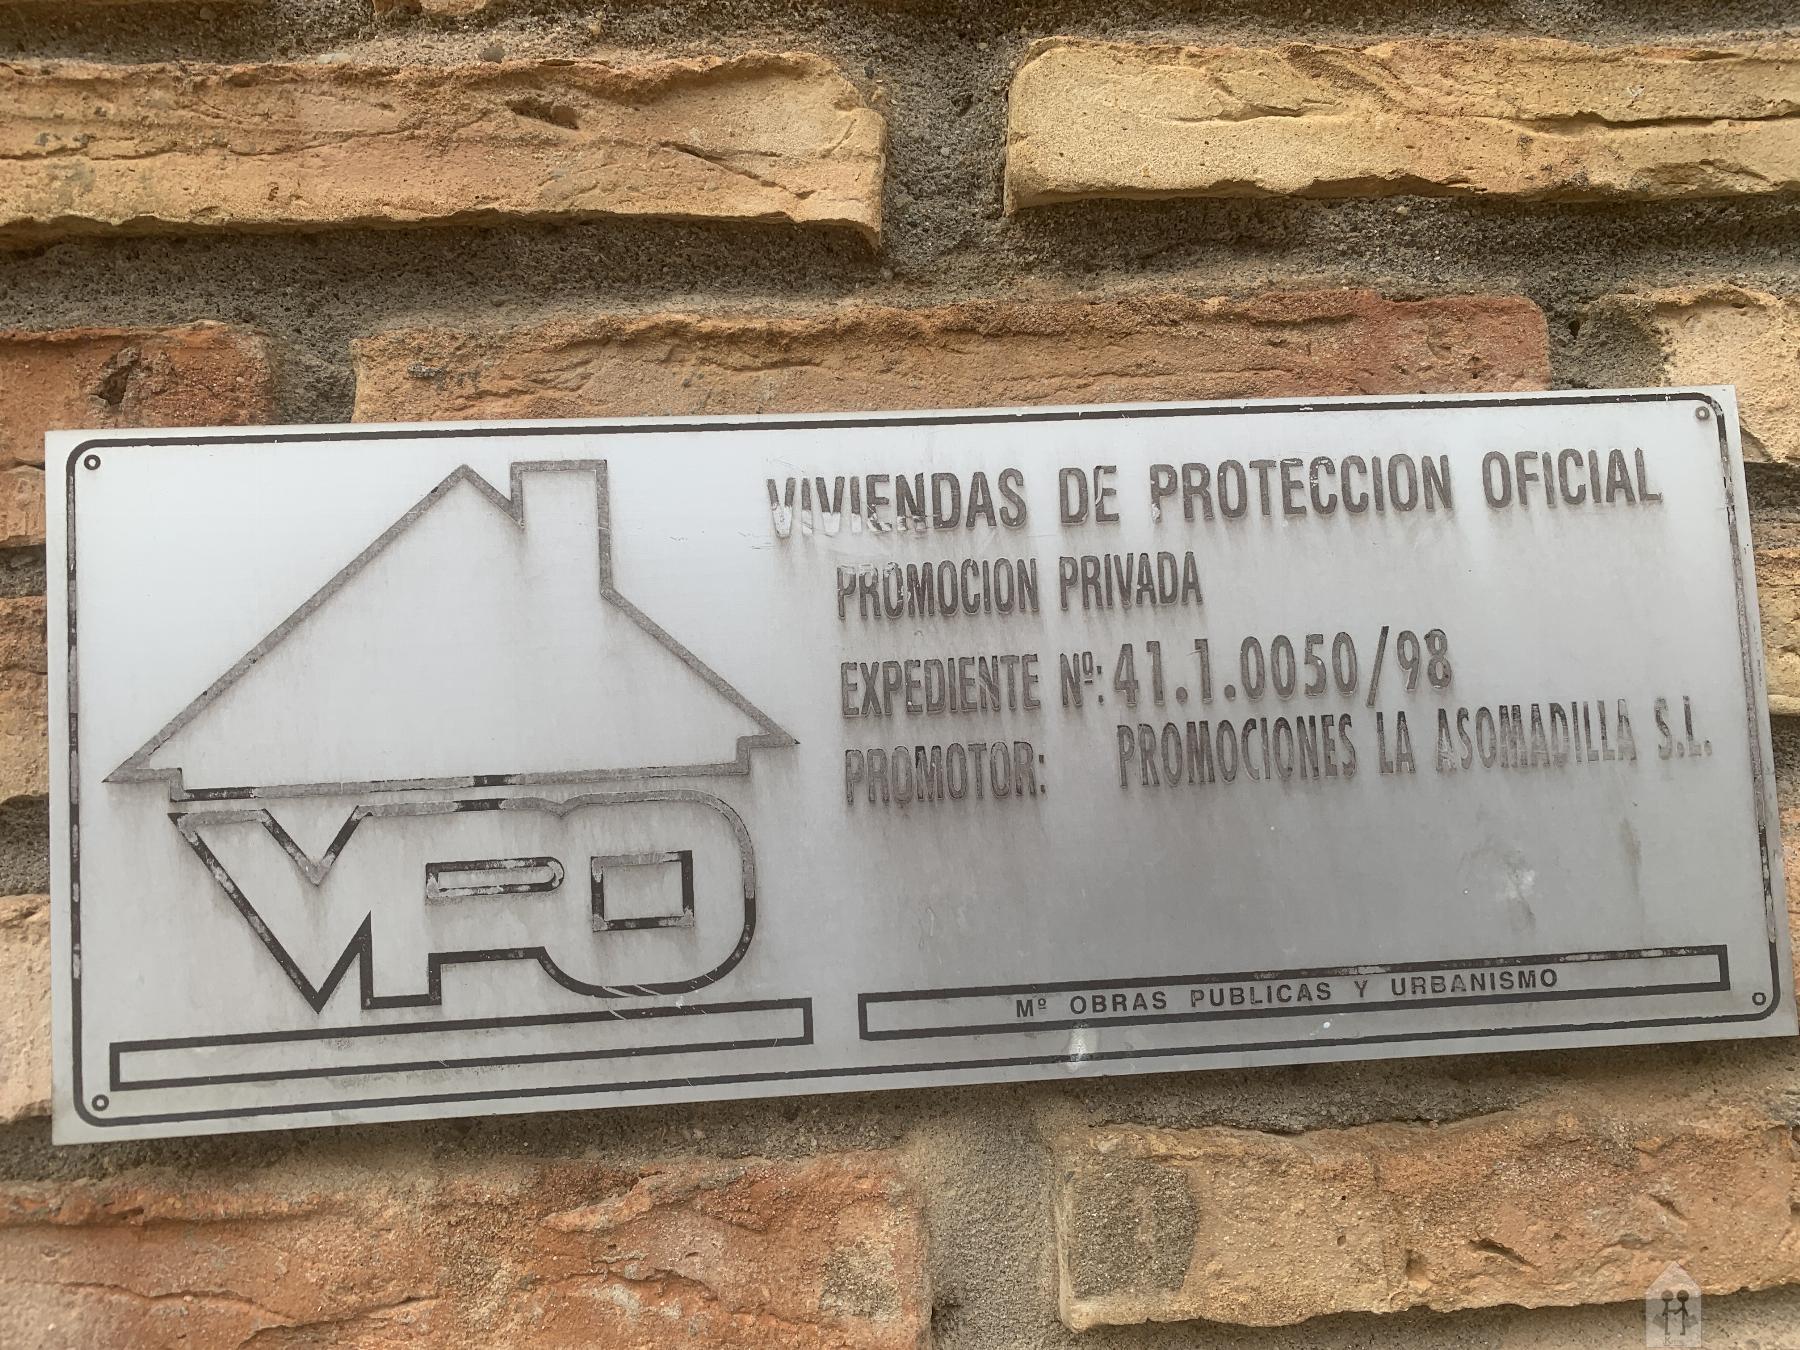 VIVIENDAS DE PROTECCION OFICIAL
PROMOCION PRIVADA
EXPEDIENTE Nº: 41.1.0050/98
PROMOTOR: PROMOCIONES LA ASOMADILLA S.L.
VPO
Mº OBRAS PUBLICAS Y URBANISMO